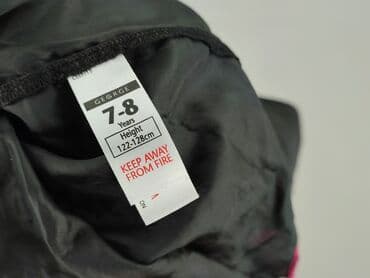 GEORGE
7-8
Years
Height
122-128cm
KEEP AWAY
FROM FIRE